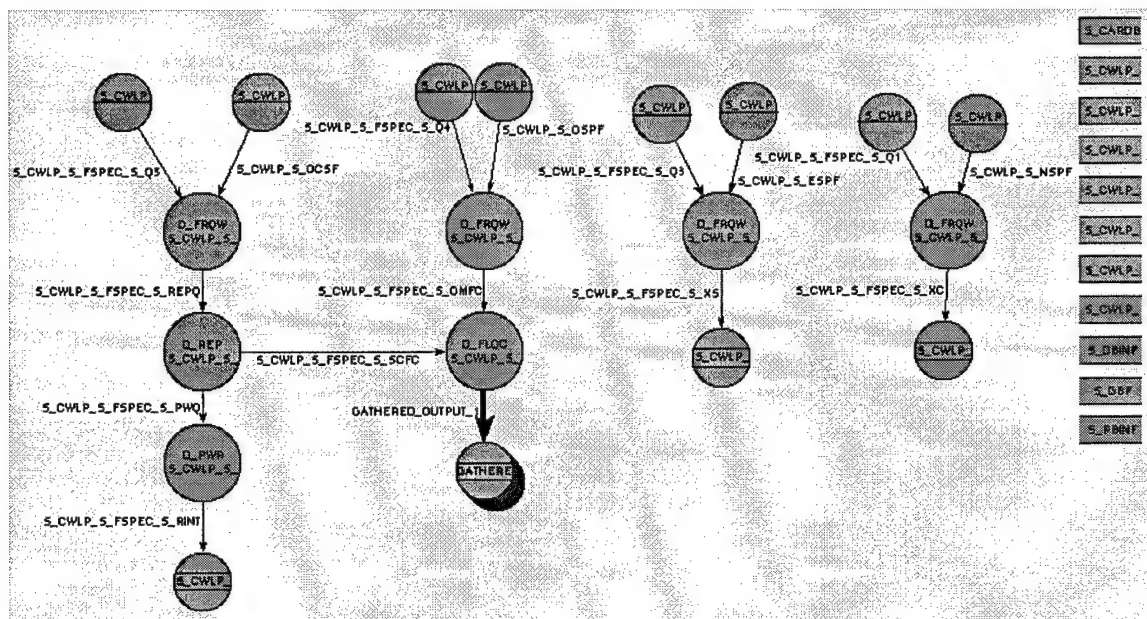 S_CARDB
S_CWLP_
S_CWLP_
S_CWLP_
S_CWLP_
S_CWLP_
S_CWLP_
S_CWLP_
S_DBINF
S_DBF
S_RBINF
S_CWLP
S_CWLP
S_CWLP
S_CWLP
S_CWLP
S_CWLP
S_CWLP
S_CWLP
S_CWLP_S_FSPEC_S_Q4
S_CWLP_S_OSPF
S_CWLP_S_FSPEC_S_Q5
S_CWLP_S_OCSF
S_CWLP_S_FSPEC_S_Q3
S_CWLP_S_ESPF
S_CWLP_S_FSPEC_S_Q1
S_CWLP_S_NSPF
D_FRQW
S_CWLP_S_
D_FRQW
S_CWLP_S_
D_FRQW
S_CWLP_S_
D_FRQW
S_CWLP_S_
S_CWLP_S_FSPEC_S_REPQ
S_CWLP_S_FSPEC_S_OMFC
S_CWLP_S_FSPEC_S_XS
S_CWLP_S_FSPEC_S_XC
D_REP
S_CWLP_S_
S_CWLP_S_FSPEC_S_SCFC
D_FLOC
S_CWLP_S_
S_CWLP_
S_CWLP_
S_CWLP_S_FSPEC_S_PWQ
GATHERED_OUTPUT_1
D_PWR
S_CWLP_S_
GATHERE
S_CWLP_S_FSPEC_S_RINT
S_CWLP_